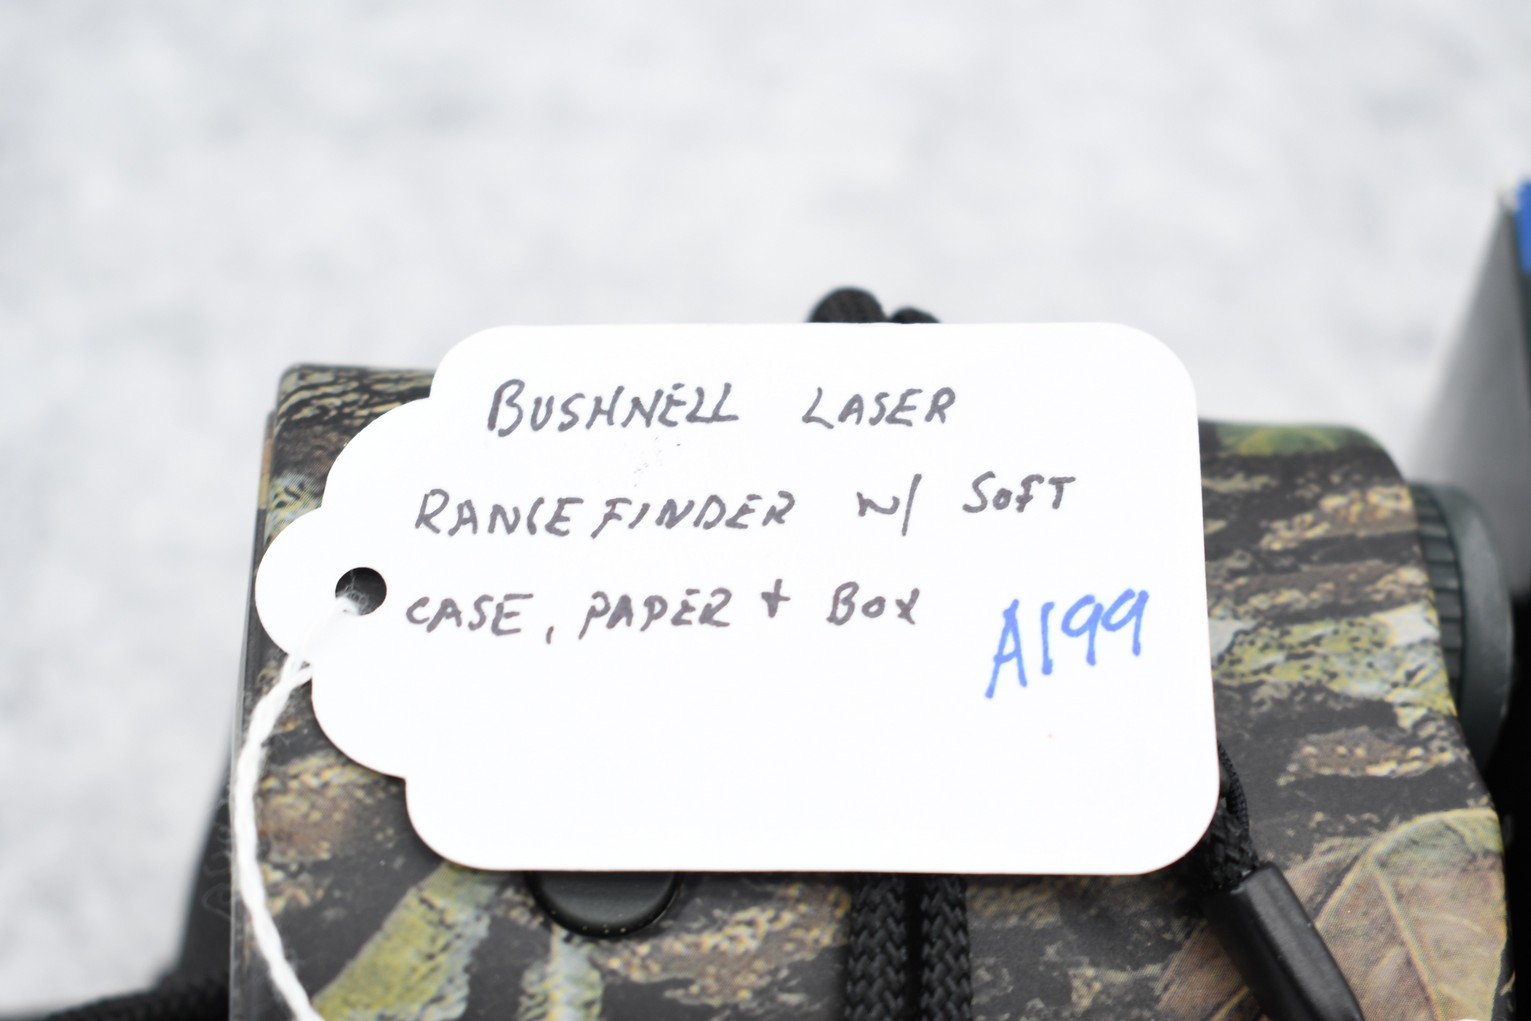 BUSHNELL LASER
RANGEFINDER W/ SOFT
CASE, PAPER + BOX
A199